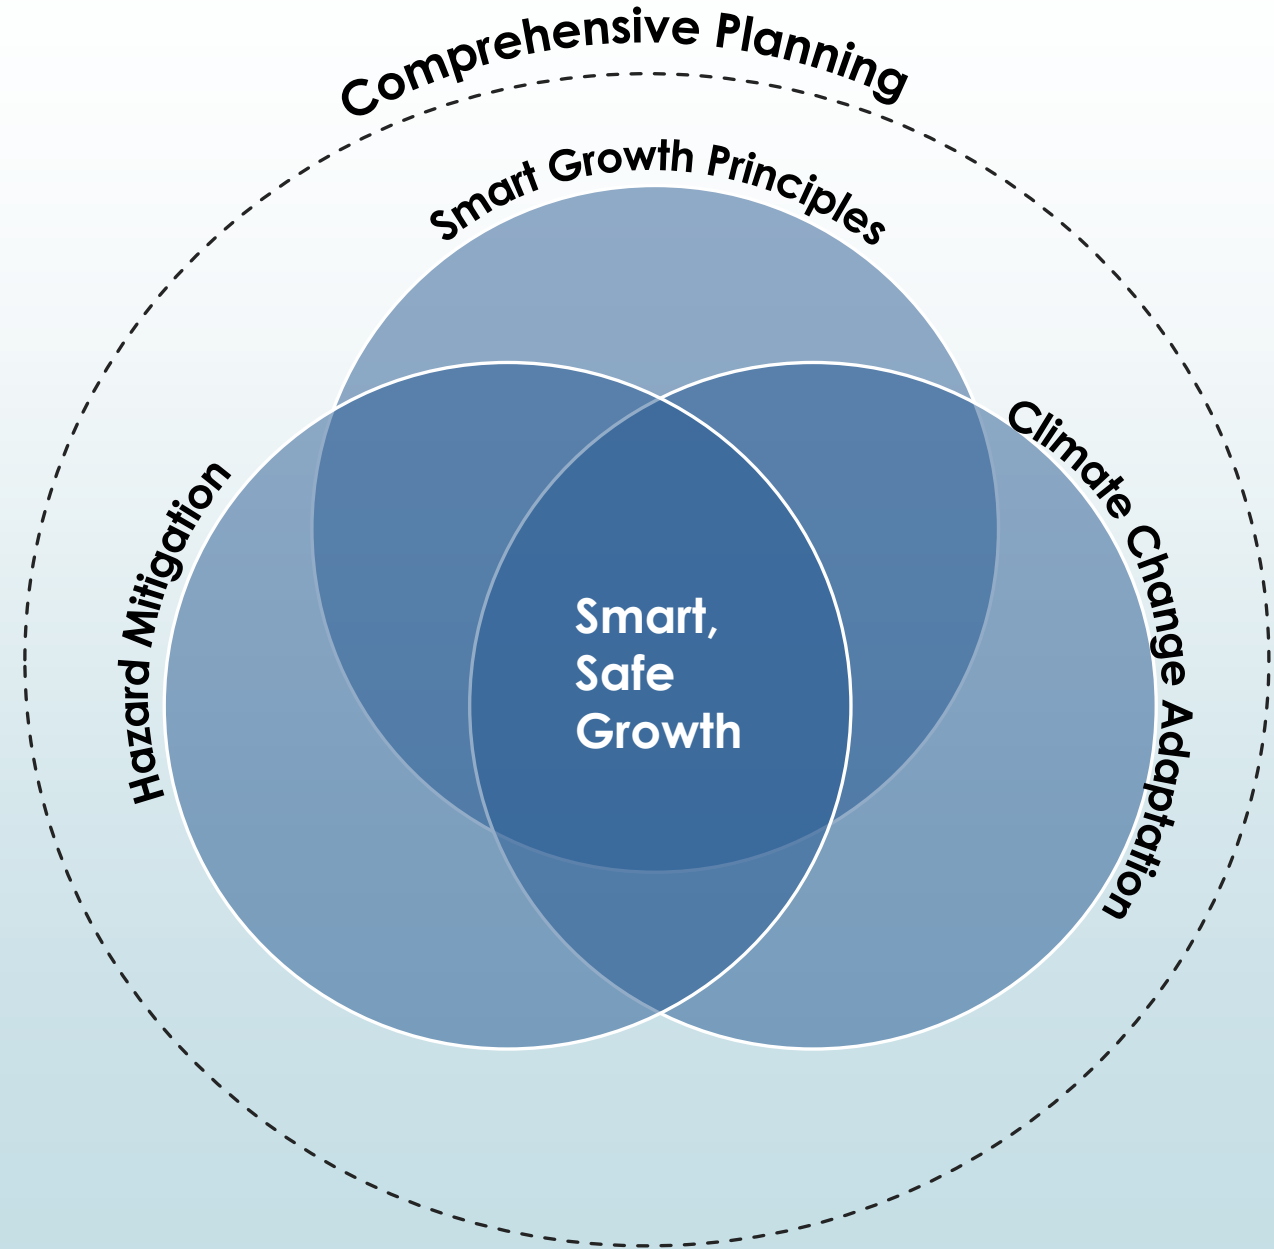 Comprehensive Planning
Smart Growth Principles
Hazard Mitigation
Climate Change Adaptation
Smart,
Safe
Growth